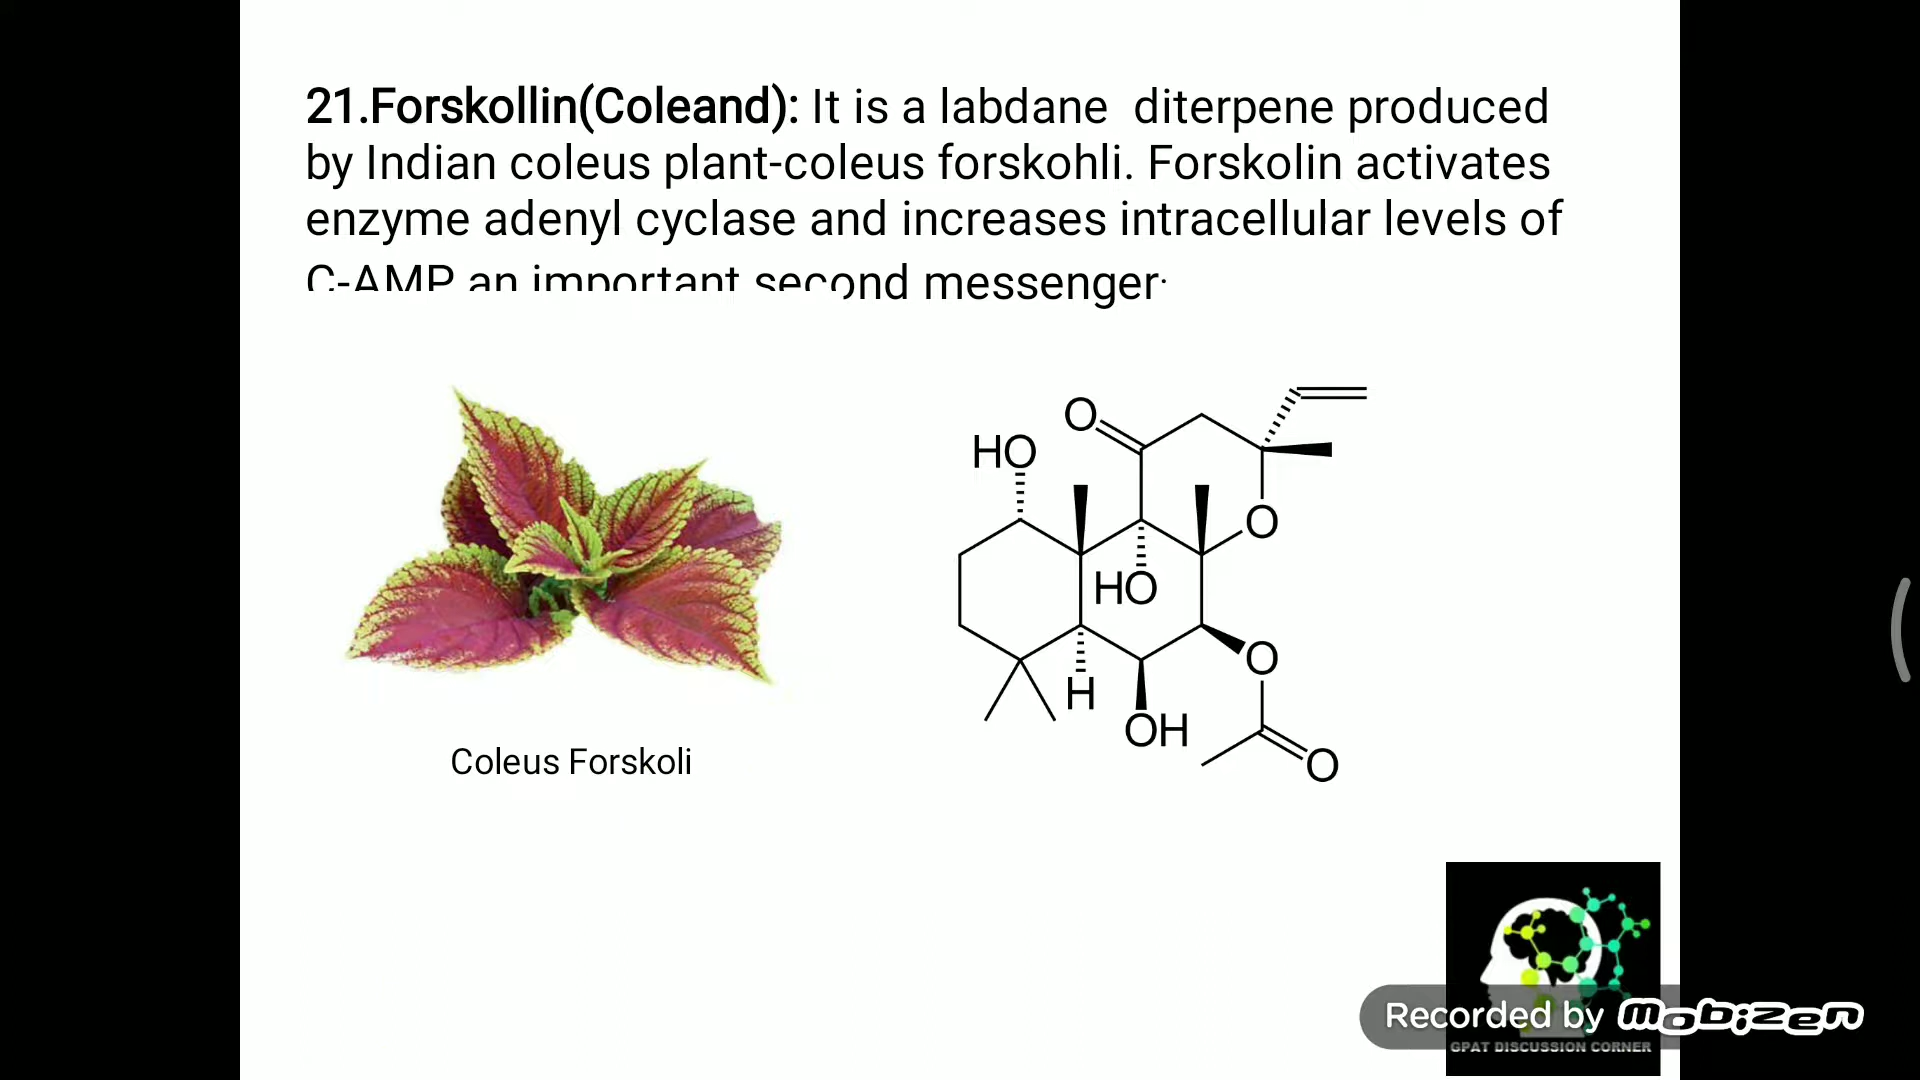 21.Forskollin(Coleand): It is a labdane diterpene produced
by Indian coleus plant-coleus forskohli. Forskolin activates
enzyme adenyl cyclase and increases intracellular levels of
C-AMP an important second messenger.
O
HO
O
HO
O
H
OH
O
Coleus Forskoli
Recorded by mobizen
GPAT DISCUSSION CORNER